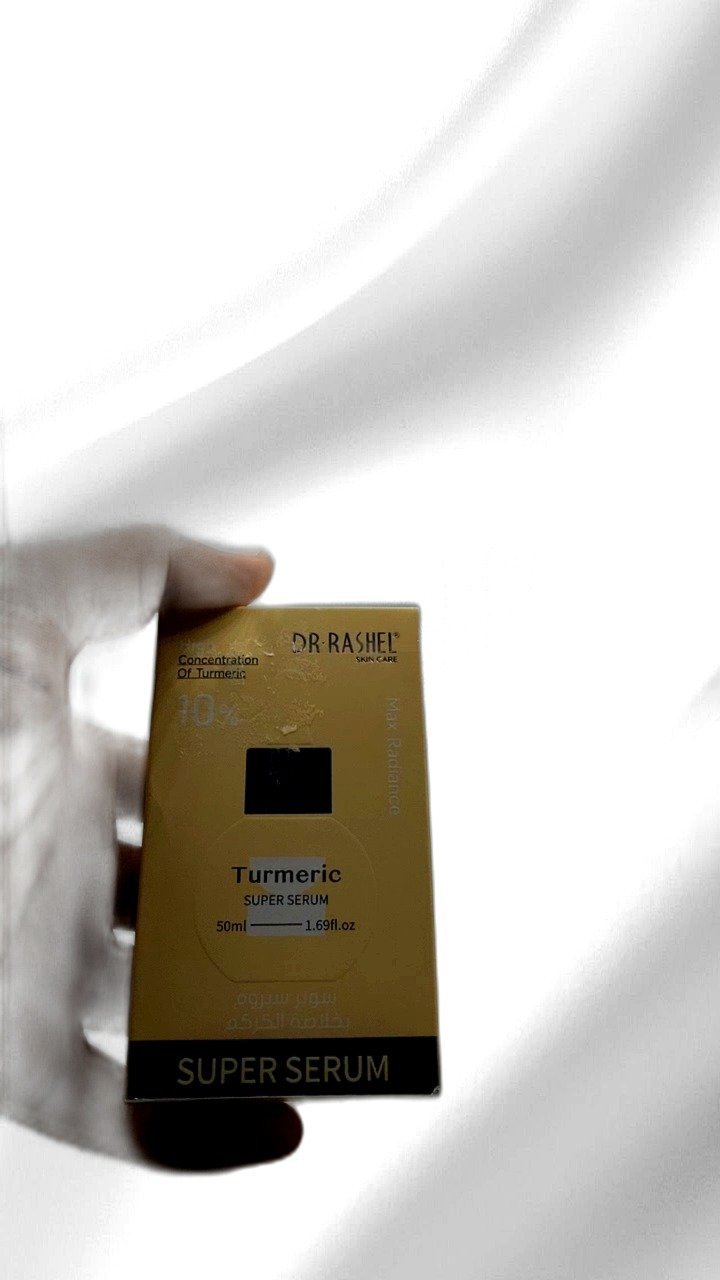 DR·RASHEL®
SKIN CARE
Concentration
Of Turmeric
10%
Max Radiance
Turmeric
SUPER SERUM
50ml 1.69fl.oz
سوبر سيروم
بخلاصة الكركم
SUPER SERUM